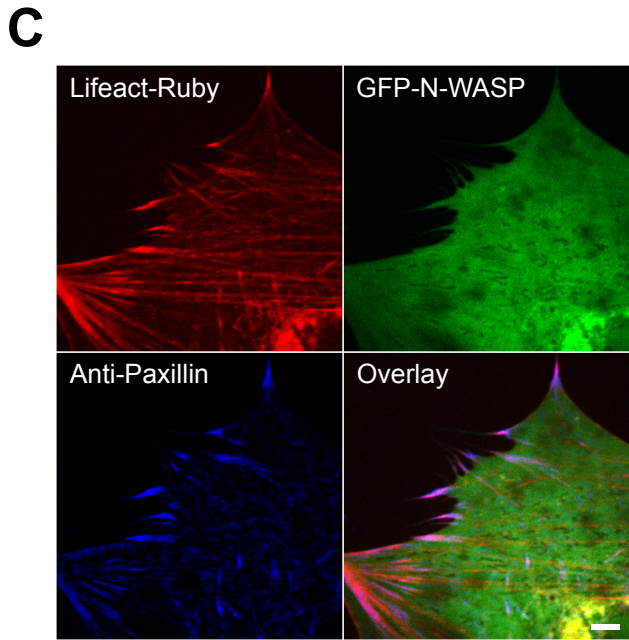 C
Lifeact-Ruby
GFP-N-WASP
Anti-Paxillin
Overlay